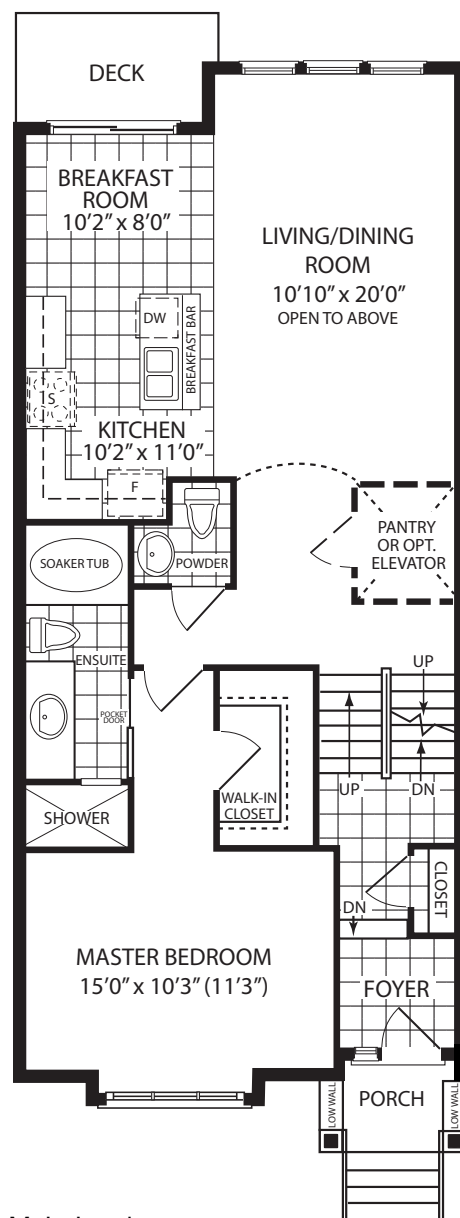 DECK
BREAKFAST
ROOM
10'2" x 8'0"
LIVING/DINING
ROOM
10'10" x 20'0"
OPEN TO ABOVE
DW
BREAKFAST BAR
S
KITCHEN
10'2" x 11'0"
F
POWDER
PANTRY
OR OPT.
ELEVATOR
SOAKER TUB
ENSUITE
POCKET
DOOR
UP
UP
DN
WALK-IN
CLOSET
SHOWER
CLOSET
DN
MASTER BEDROOM
15'0" x 10'3" (11'3")
FOYER
LOW WALL
PORCH
LOW WALL